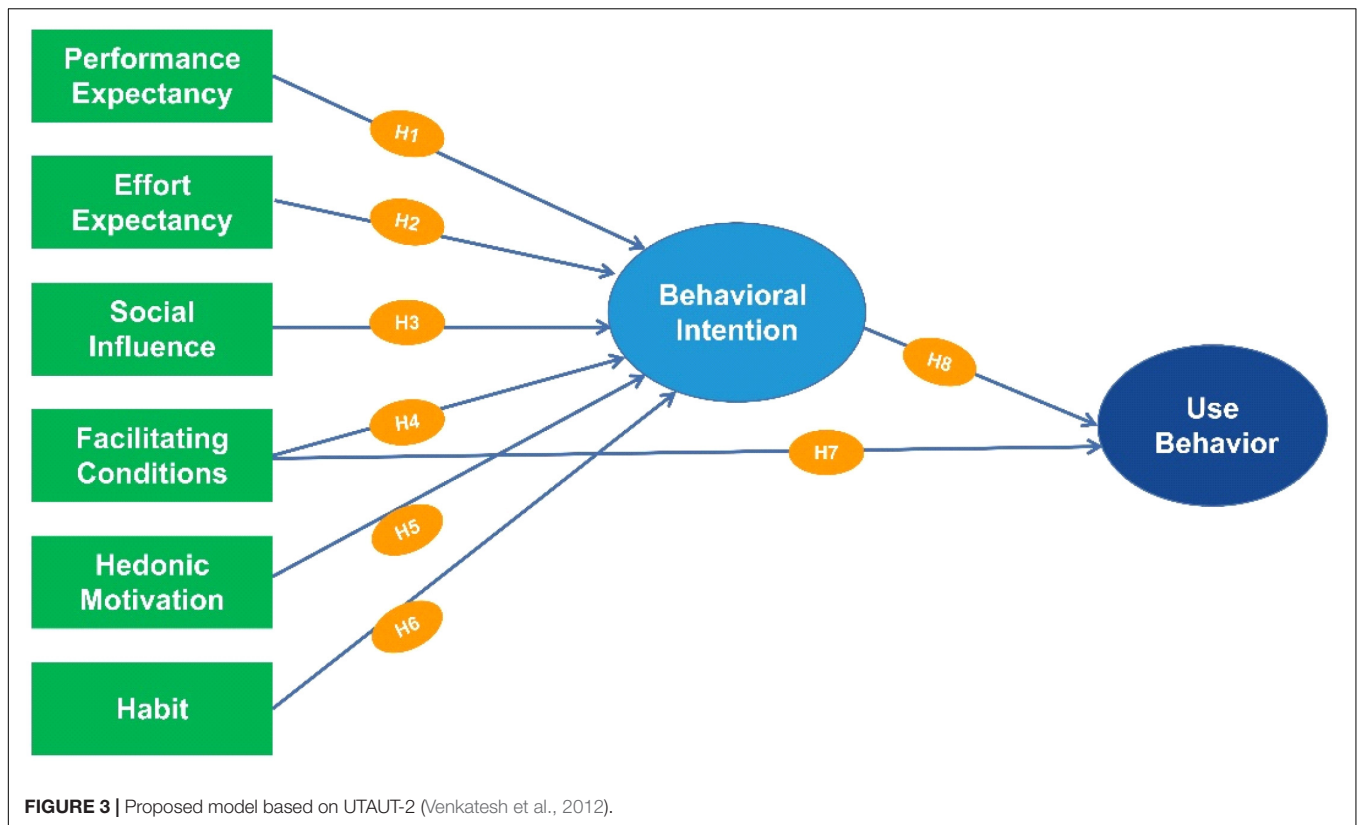 Performance
Expectancy
H1
Effort
Expectancy
H2
Social
Influence
H3
Behavioral
Intention
H8
Facilitating
Conditions
H4
H7
Use
Behavior
Hedonic
Motivation
H5
Habit
H6
FIGURE 3 | Proposed model based on UTAUT-2 (Venkatesh et al., 2012).